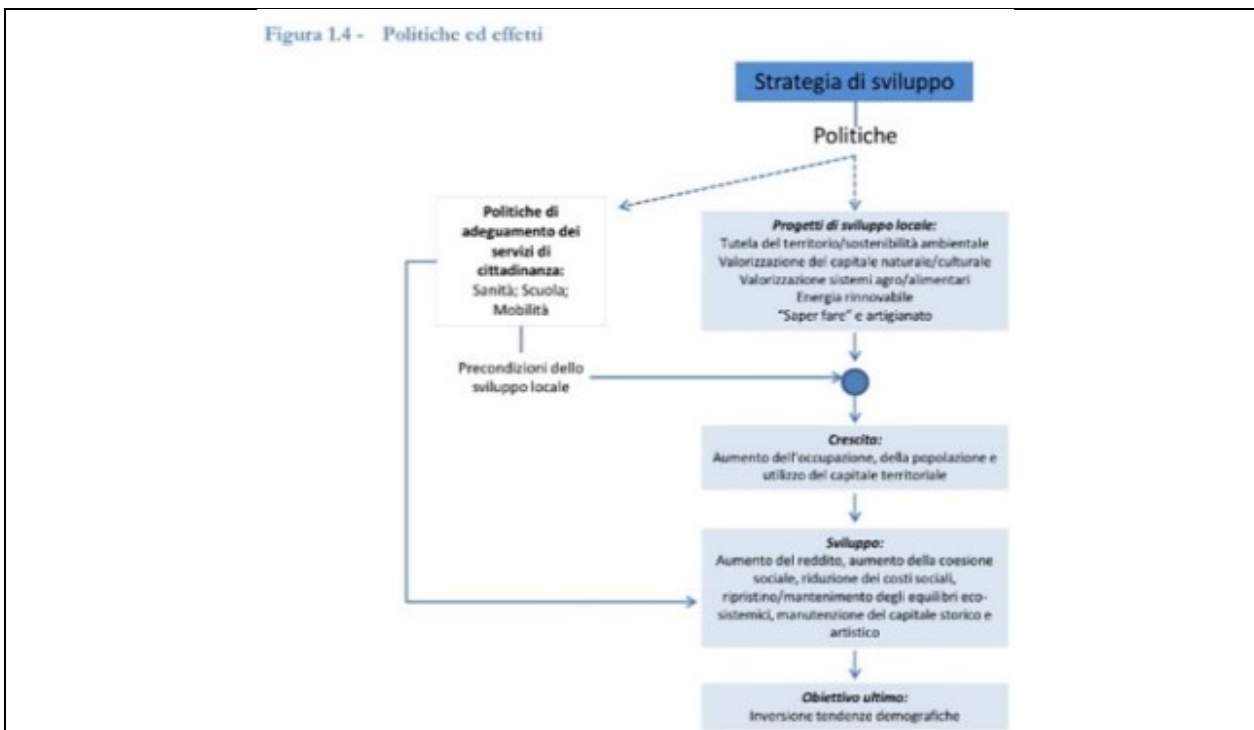 Figura 1.4 - Politiche ed effetti
Strategia di sviluppo
Politiche
Politiche di
adeguamento dei
servizi di
cittadinanza:
Sanità; Scuola;
Mobilità
Progetti di sviluppo locale:
Tutela del territorio/sostenibilità ambientale
Valorizzazione del capitale naturale/culturale
Valorizzazione sistemi agro/alimentari
Energia rinnovabile
"Saper fare" e artigianato
Precondizioni dello
sviluppo locale
Crescita:
Aumento dell'occupazione, della popolazione e
utilizzo del capitale territoriale
Sviluppo:
Aumento del reddito, aumento della coesione
sociale, riduzione dei costi sociali,
ripristino/mantenimento degli equilibri eco-
sistemici, manutenzione del capitale storico e
artistico
Obiettivo ultimo:
Inversione tendenze demografiche